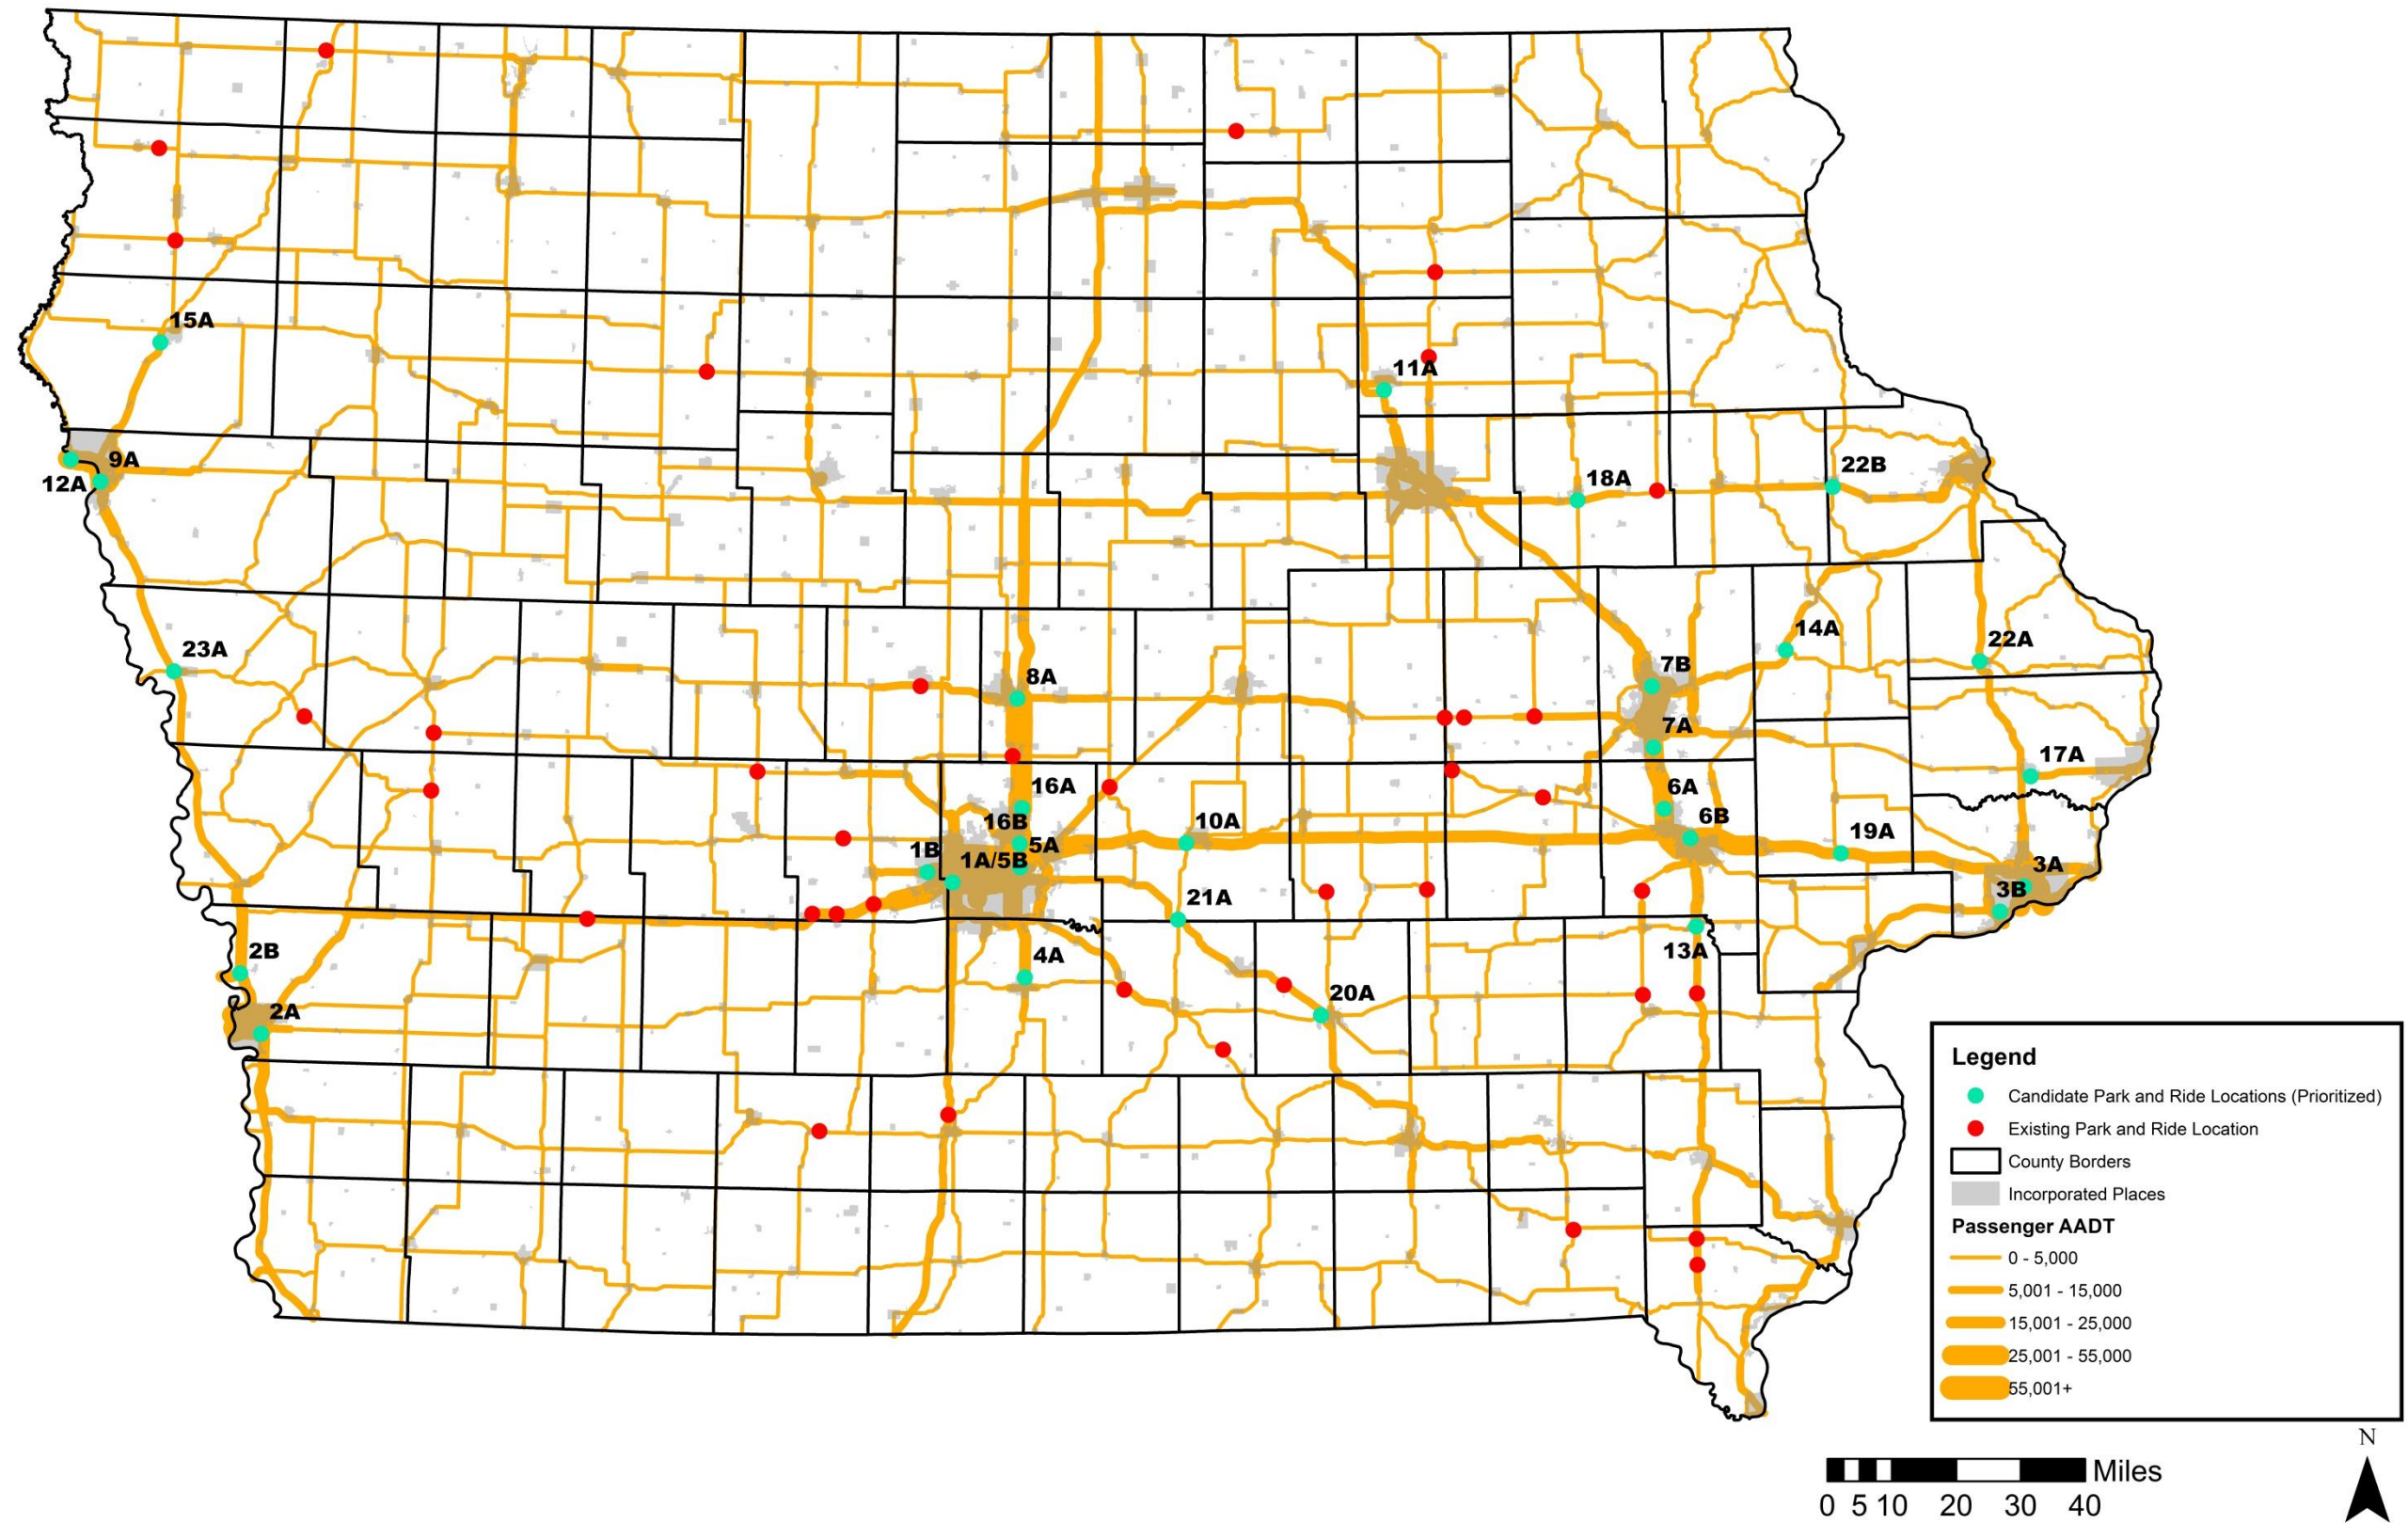 15A
11A
9A
12A
18A
22B
23A
14A
22A
7B
8A
7A
17A
16A
6A
16B
10A
6B
19A
1B
5A
1A/5B
3A
3B
21A
2B
4A
13A
20A
2A
Legend
Candidate Park and Ride Locations (Prioritized)
Existing Park and Ride Location
County Borders
Incorporated Places
Passenger AADT
0 - 5,000
5,001 - 15,000
15,001 - 25,000
25,001 - 55,000
55,001+
N
Miles
0 5 10 20 30 40